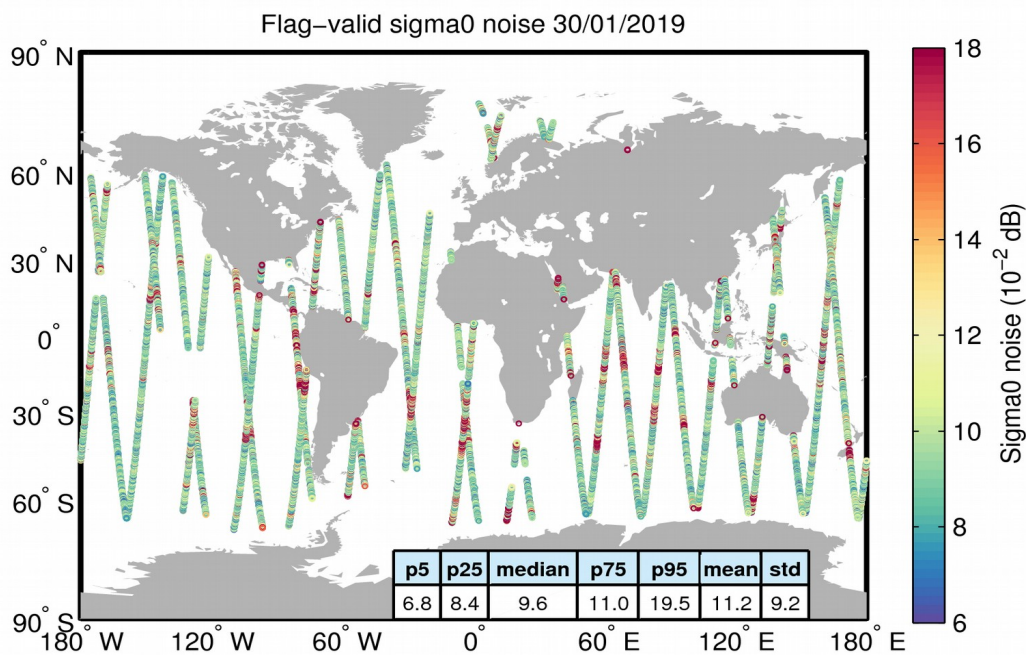 Flag−valid sigma0 noise 30/01/2019
90° N
60° N
30° N
0°
30° S
60° S
90° S
180° W
120° W
60° W
0°
60° E
120° E
180° E
p5 p25 median p75 p95 mean std
6.8 8.4 9.6 11.0 19.5 11.2 9.2
18
16
14
12
10
8
6
Sigma0 noise (10⁻² dB)